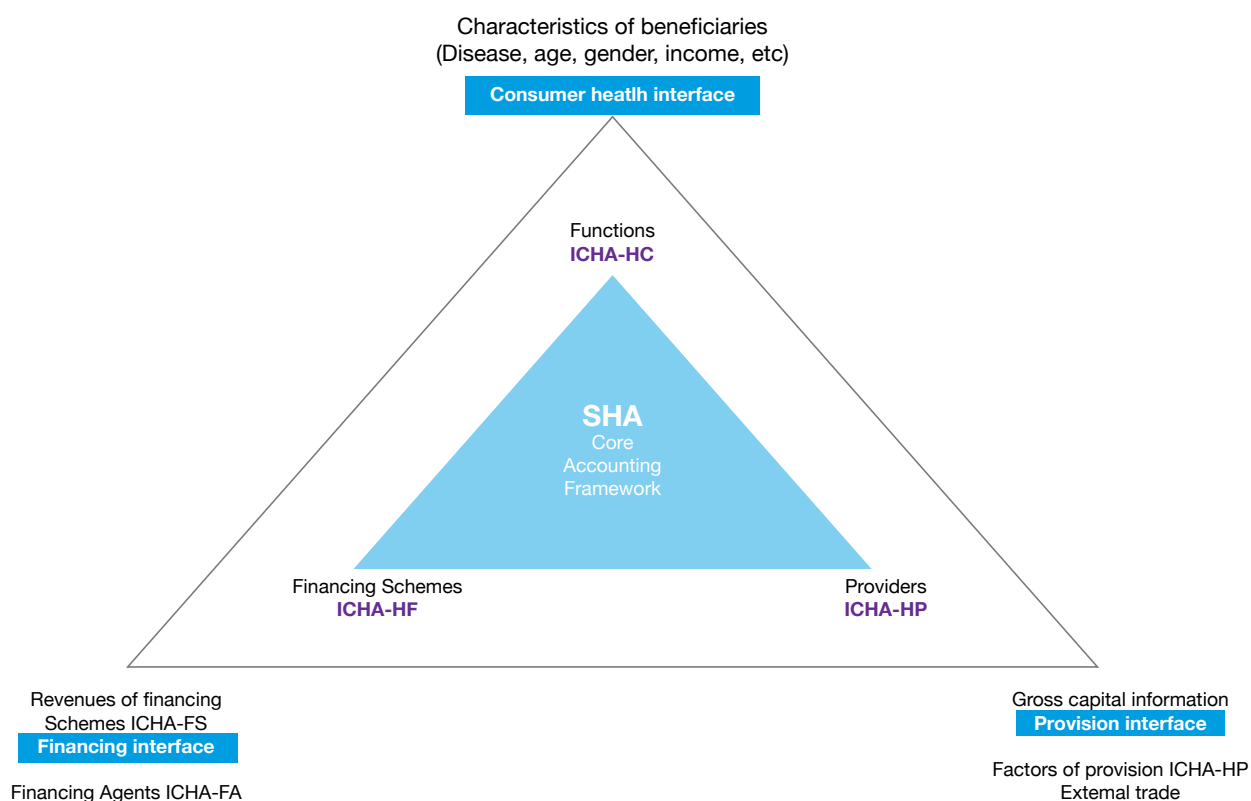 Characteristics of beneficiaries
(Disease, age, gender, income, etc)
Consumer heatlh interface
Functions
ICHA-HC
SHA
Core
Accounting
Framework
Financing Schemes
ICHA-HF
Providers
ICHA-HP
Revenues of financing
Schemes ICHA-FS
Financing interface
Financing Agents ICHA-FA
Gross capital information
Provision interface
Factors of provision ICHA-HP
External trade